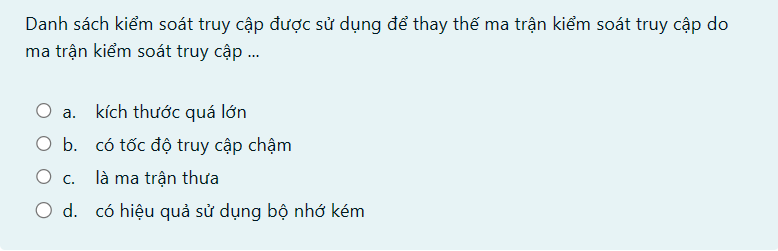 Danh sách kiểm soát truy cập được sử dụng để thay thế ma trận kiểm soát truy cập do
ma trận kiểm soát truy cập ...
a. kích thước quá lớn
b. có tốc độ truy cập chậm
c. là ma trận thưa
d. có hiệu quả sử dụng bộ nhớ kém